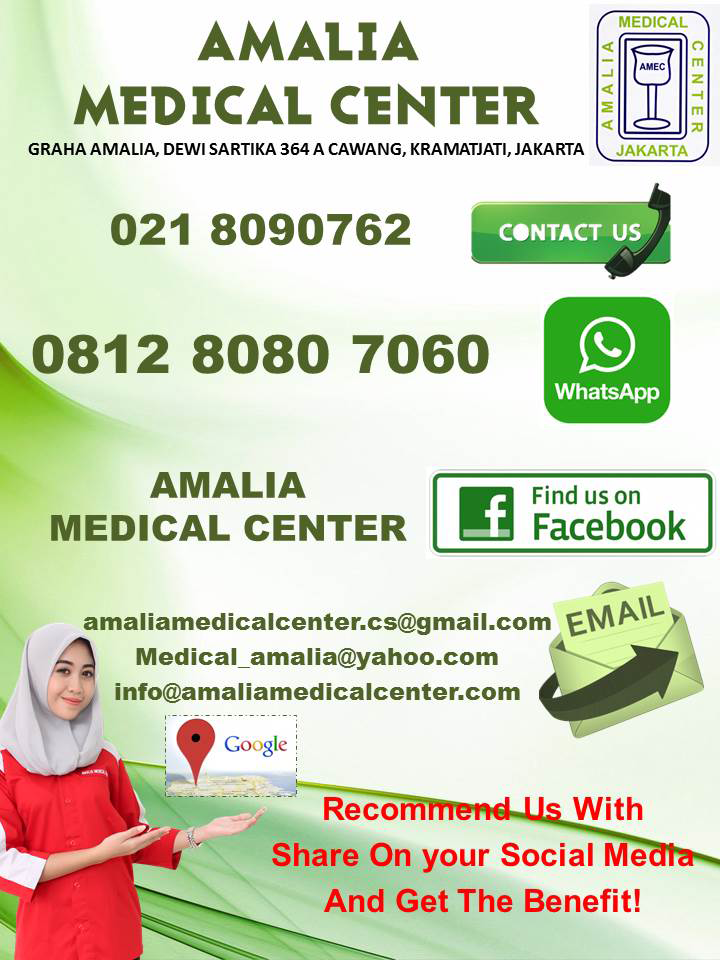 AMALIA
MEDICAL CENTER
GRAHA AMALIA, DEWI SARTIKA 364 A CAWANG, KRAMATJATI, JAKARTA
MEDICAL
AMALIA
CENTER
AMEC
JAKARTA
021 8090762
CONTACT US
0812 8080 7060
WhatsApp
AMALIA
MEDICAL CENTER
Find us on
Facebook
amaliamedicalcenter.cs@gmail.com
Medical_amalia@yahoo.com
info@amaliamedicalcenter.com
EMAIL
Google
Recommend Us With
Share On your Social Media
And Get The Benefit!